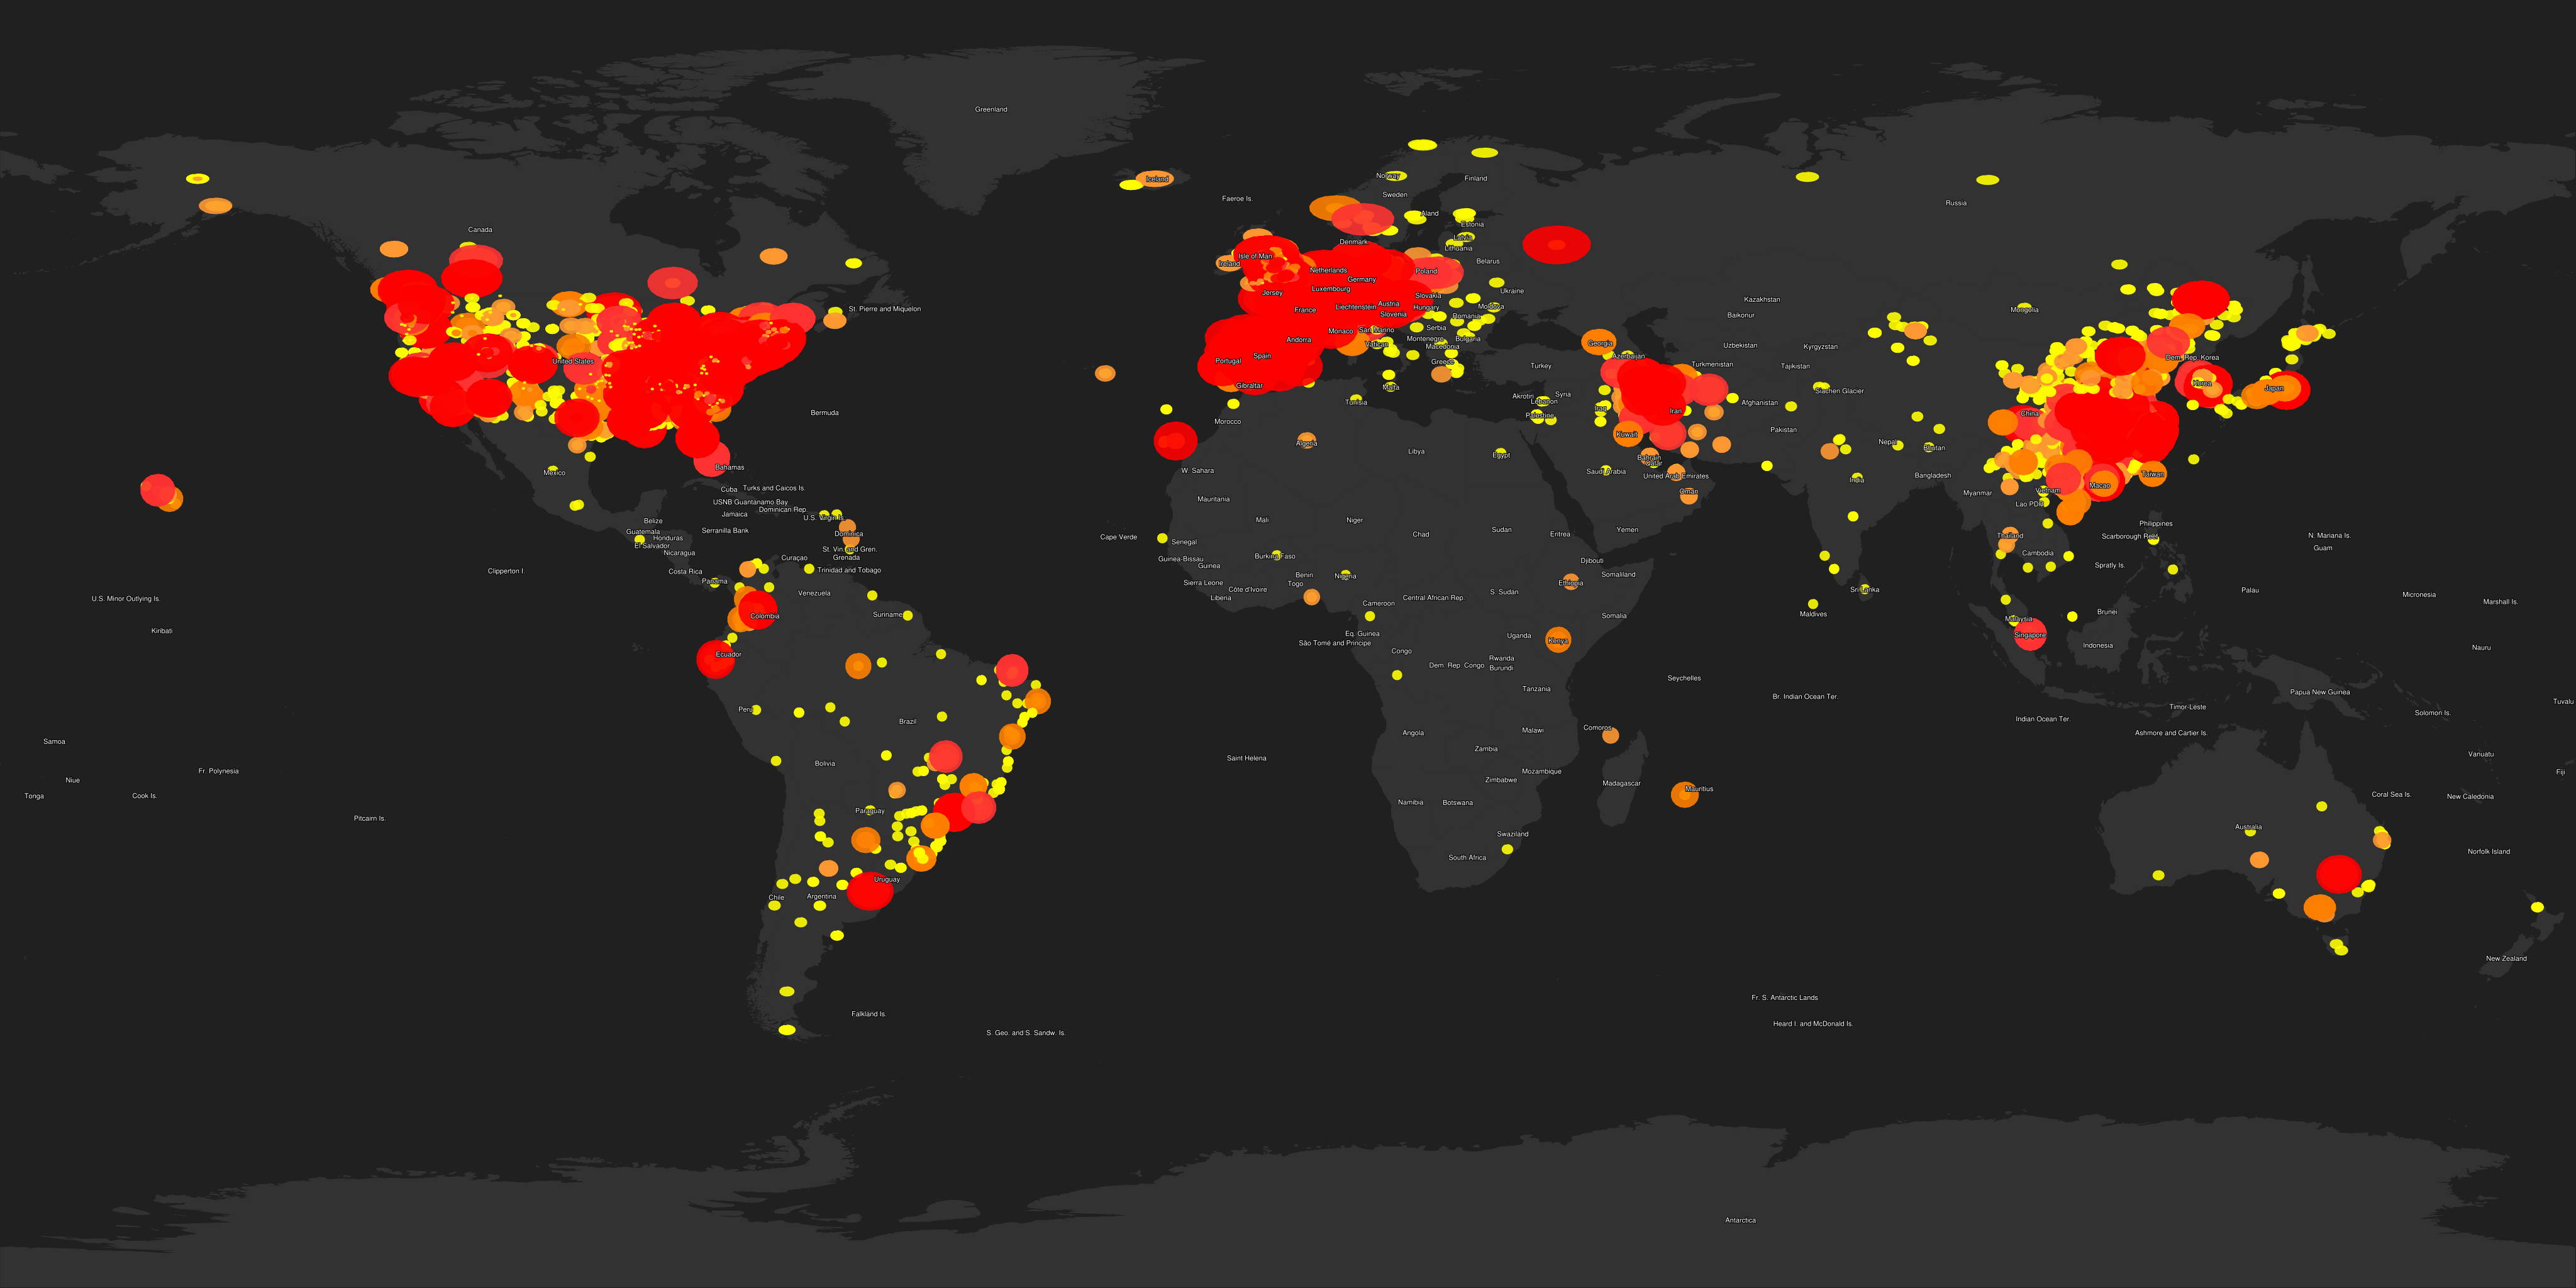 Greenland
Norway
Finland
Iceland
Sweden
Faeroe Is.
Russia
Aland
Estonia
Canada
Latvia
Denmark
Lithuania
Isle of Man
Ireland
Belarus
Netherlands
Poland
Germany
Luxembourg
Ukraine
Jersey
Slovakia
Kazakhstan
Austria
Liechtenstein
Hungary
Moldova
St. Pierre and Miquelon
France
Mongolia
Slovenia
Baikonur
Romania
Serbia
Monaco
San Marino
Montenegro
Bulgaria
Andorra
Vatican
Georgia
Uzbekistan
Kyrgyzstan
Macedonia
Spain
Azerbaijan
Dem. Rep. Korea
United States
Portugal
Greece
Turkey
Turkmenistan
Tajikistan
Korea
Gibraltar
Malta
Japan
Siachen Glacier
Syria
Akrotiri
Lebanon
Tunisia
Afghanistan
Iraq
Iran
Bermuda
Palestine
China
Morocco
Pakistan
Kuwait
Algeria
Nepal
Bhutan
Libya
Egypt
Bahrain
Qatar
Bahamas
W. Sahara
Mexico
Saudi Arabia
United Arab Emirates
Taiwan
Bangladesh
India
Macao
Cuba
Turks and Caicos Is.
Vietnam
Oman
Myanmar
Mauritania
USNB Guantanamo Bay
Lao PDR
Dominican Rep.
Jamaica
U.S. Virgin Is.
Mali
Niger
Belize
Philippines
Serranilla Bank
Sudan
Eritrea
Yemen
Guatemala
Dominica
Chad
Thailand
Scarborough Reef
N. Mariana Is.
Cape Verde
Honduras
Senegal
El Salvador
Guam
St. Vin. and Gren.
Nicaragua
Cambodia
Burkina Faso
Grenada
Curaçao
Guinea-Bissau
Djibouti
Guinea
Spratly Is.
Clipperton I.
Costa Rica
Trinidad and Tobago
Benin
Nigeria
Somaliland
Panama
Sierra Leone
Togo
Ethiopia
Côte d'Ivoire
Sri Lanka
Palau
Venezuela
S. Sudan
Micronesia
U.S. Minor Outlying Is.
Liberia
Central African Rep.
Marshall Is.
Cameroon
Maldives
Brunei
Suriname
Colombia
Somalia
Malaysia
Kiribati
Eq. Guinea
Uganda
Singapore
São Tomé and Principe
Kenya
Indonesia
Nauru
Congo
Ecuador
Rwanda
Dem. Rep. Congo
Burundi
Seychelles
Tanzania
Papua New Guinea
Br. Indian Ocean Ter.
Tuvalu
Peru
Timor-Leste
Solomon Is.
Brazil
Indian Ocean Ter.
Comoros
Malawi
Angola
Ashmore and Cartier Is.
Samoa
Zambia
Vanuatu
Saint Helena
Bolivia
Fr. Polynesia
Mozambique
Fiji
Niue
Zimbabwe
Madagascar
Mauritius
Tonga
Cook Is.
Coral Sea Is.
New Caledonia
Namibia
Botswana
Paraguay
Pitcairn Is.
Australia
Swaziland
Norfolk Island
South Africa
Uruguay
Chile
Argentina
New Zealand
Fr. S. Antarctic Lands
Falkland Is.
Heard I. and McDonald Is.
S. Geo. and S. Sandw. Is.
Antarctica